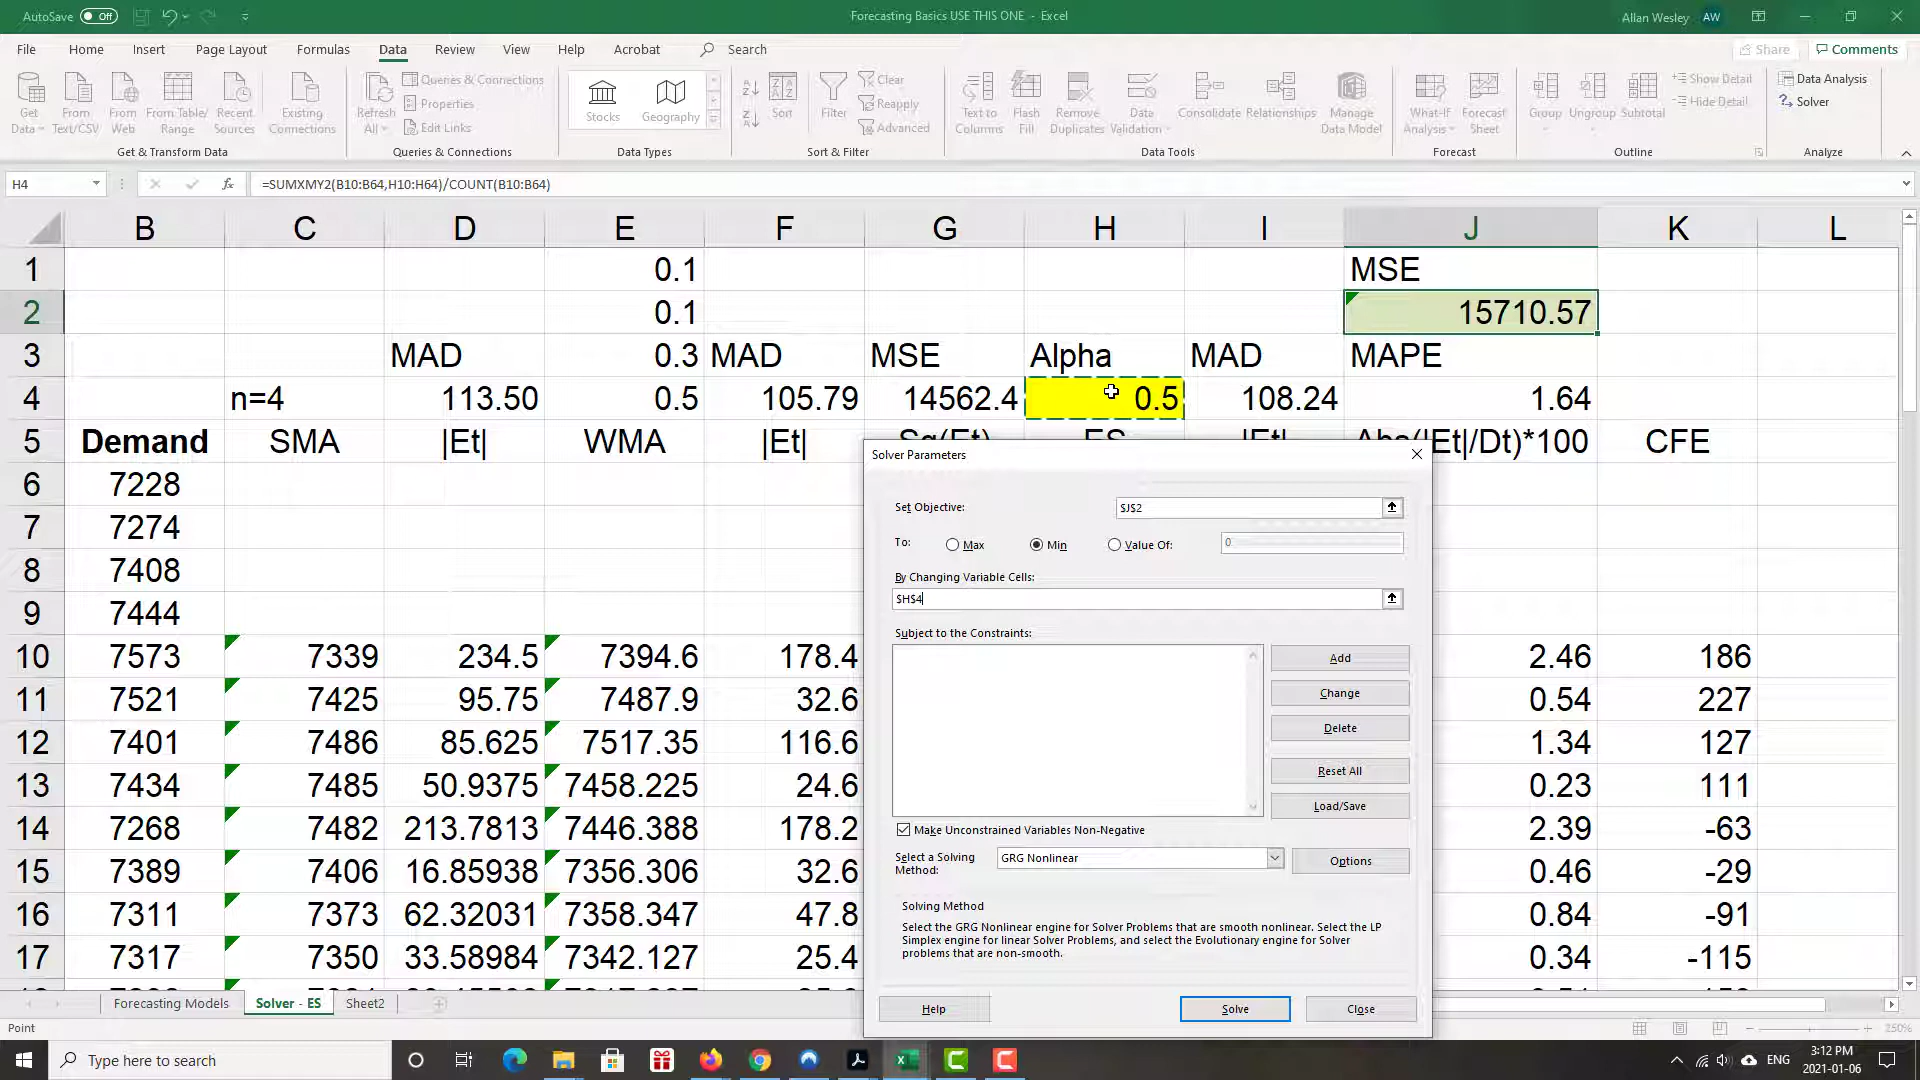 AutoSave Off
Forecasting Basics USE THIS ONE - Excel
Allan Wesley AW
File Home Insert Page Layout Formulas Data Review View Help Acrobat Search
Share Comments
Get Data From Text/CSV From Web From Table/Range Recent Sources Existing Connections
Get & Transform Data
Refresh All Queries & Connections
Properties
Edit Links
Queries & Connections
Stocks Geography
Data Types
Sort Filter Clear
Reapply
Advanced
Sort & Filter
Text to Columns Flash Fill Remove Duplicates Data Validation Consolidate Relationships Manage Data Model
Data Tools
What-If Analysis Forecast Sheet
Forecast
Group Ungroup Subtotal Show Detail
Hide Detail
Outline
Data Analysis
Solver
Analyze
H4 fx =SUMXMY2(B10:B64,H10:H64)/COUNT(B10:B64)
B C D E F G H I J K L
1 0.1 MSE
2 0.1 15710.57
3 MAD 0.3 MAD MSE Alpha MAD MAPE
4 n=4 113.50 0.5 105.79 14562.4 0.5 108.24 1.64
5 Demand SMA |Et| WMA |Et| Sq(Et) ES |Et| Abs(|Et|/Dt)*100 CFE
6 7228
7 7274
8 7408
9 7444
10 7573 7339 234.5 7394.6 178.4 2.46 186
11 7521 7425 95.75 7487.9 32.6 0.54 227
12 7401 7486 85.625 7517.35 116.6 1.34 127
13 7434 7485 50.9375 7458.225 24.6 0.23 111
14 7268 7482 213.7813 7446.388 178.2 2.39 -63
15 7389 7406 16.85938 7356.306 32.6 0.46 -29
16 7311 7373 62.32031 7358.347 47.8 0.84 -91
17 7317 7350 33.58984 7342.127 25.4 0.34 -115
Solver Parameters
Set Objective: $J$2
To: Max Min Value Of: 0
By Changing Variable Cells:
$H$4
Subject to the Constraints:
Add
Change
Delete
Reset All
Load/Save
Make Unconstrained Variables Non-Negative
Select a Solving Method: GRG Nonlinear Options
Solving Method
Select the GRG Nonlinear engine for Solver Problems that are smooth nonlinear. Select the LP
Simplex engine for linear Solver Problems, and select the Evolutionary engine for Solver
problems that are non-smooth.
Help Solve Close
Forecasting Models Solver - ES Sheet2
Point
250%
Type here to search
ENG
3:12 PM
2021-01-06